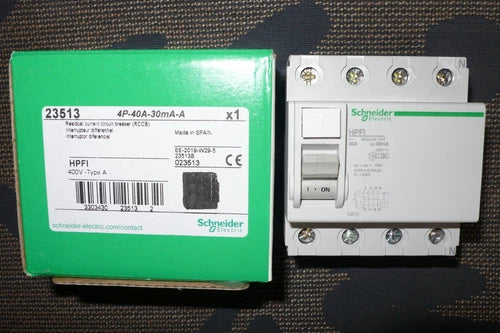 23513
4P-40A-30mA-A
x1
Residual current circuit breaker (RCCB)
Interrupteur différentiel
Interruptor diferencial
Made in SPAIN
HPFI
400V -Type A
EE-2019-W29-5
23513B
023513
3303430 23513 2
schneider-electric.com/contact
Schneider
Electric
N
Schneider
Electric
HPFI
40A
30mA
I • ON
23513
N